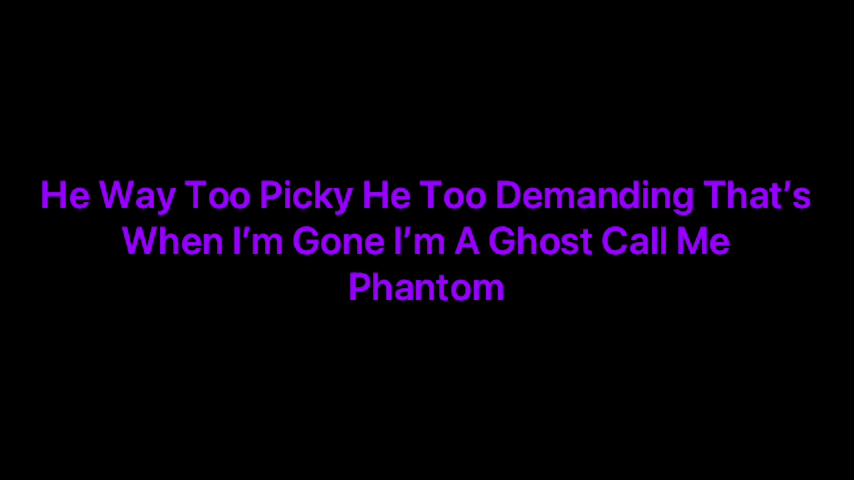 He Way Too Picky He Too Demanding That’s
When I’m Gone I’m A Ghost Call Me
Phantom